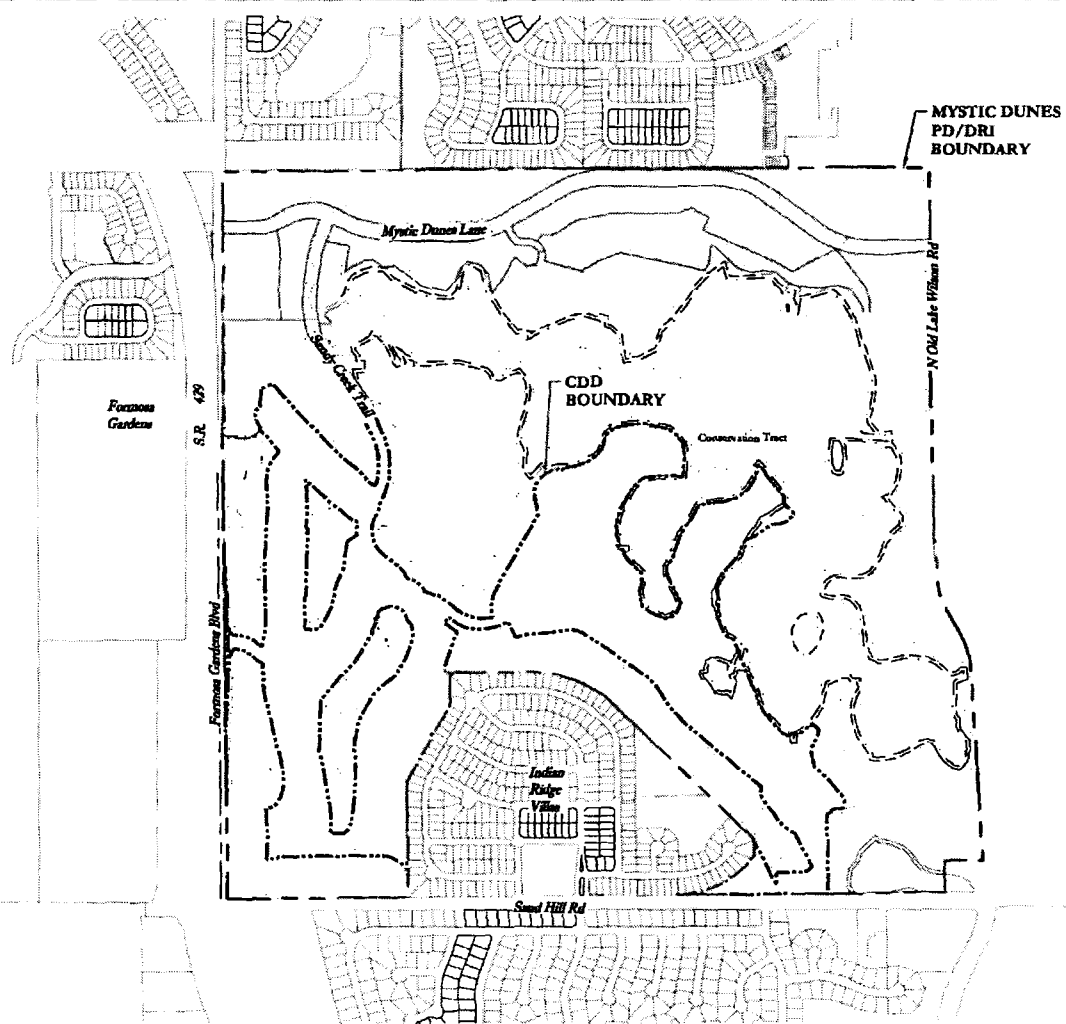 MYSTIC DUNES
PD/DRI
BOUNDARY
Mystic Dunes Lane
N Old Lake Wilson Rd
Sandy Creek Trail
CDD
BOUNDARY
Formosa
Gardens
S.R. 429
Conservation Tract
Formosa Gardens Blvd
Indian
Ridge
Villas
Sand Hill Rd